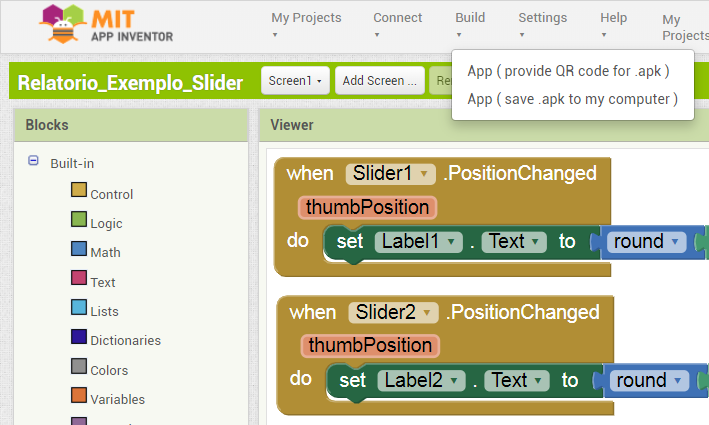 MIT
APP INVENTOR
My Projects
Connect
Build
Settings
Help
My Projects
App ( provide QR code for .apk )
App ( save .apk to my computer )
Relatorio_Exemplo_Slider
Screen1
Add Screen ...
Blocks
Viewer
Built-in
Control
Logic
Math
Text
Lists
Dictionaries
Colors
Variables
when Slider1 .PositionChanged
thumbPosition
do set Label1 . Text to round
when Slider2 .PositionChanged
thumbPosition
do set Label2 . Text to round